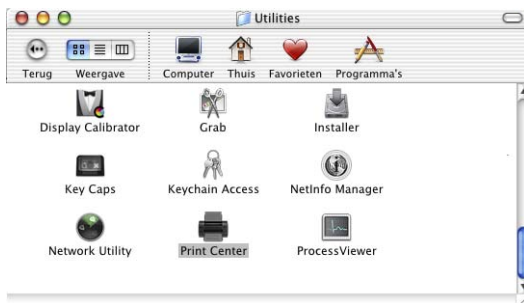 Utilities
Terug Weergave Computer Thuis Favorieten Programma's
Display Calibrator Grab Installer
Key Caps Keychain Access NetInfo Manager
Network Utility Print Center ProcessViewer